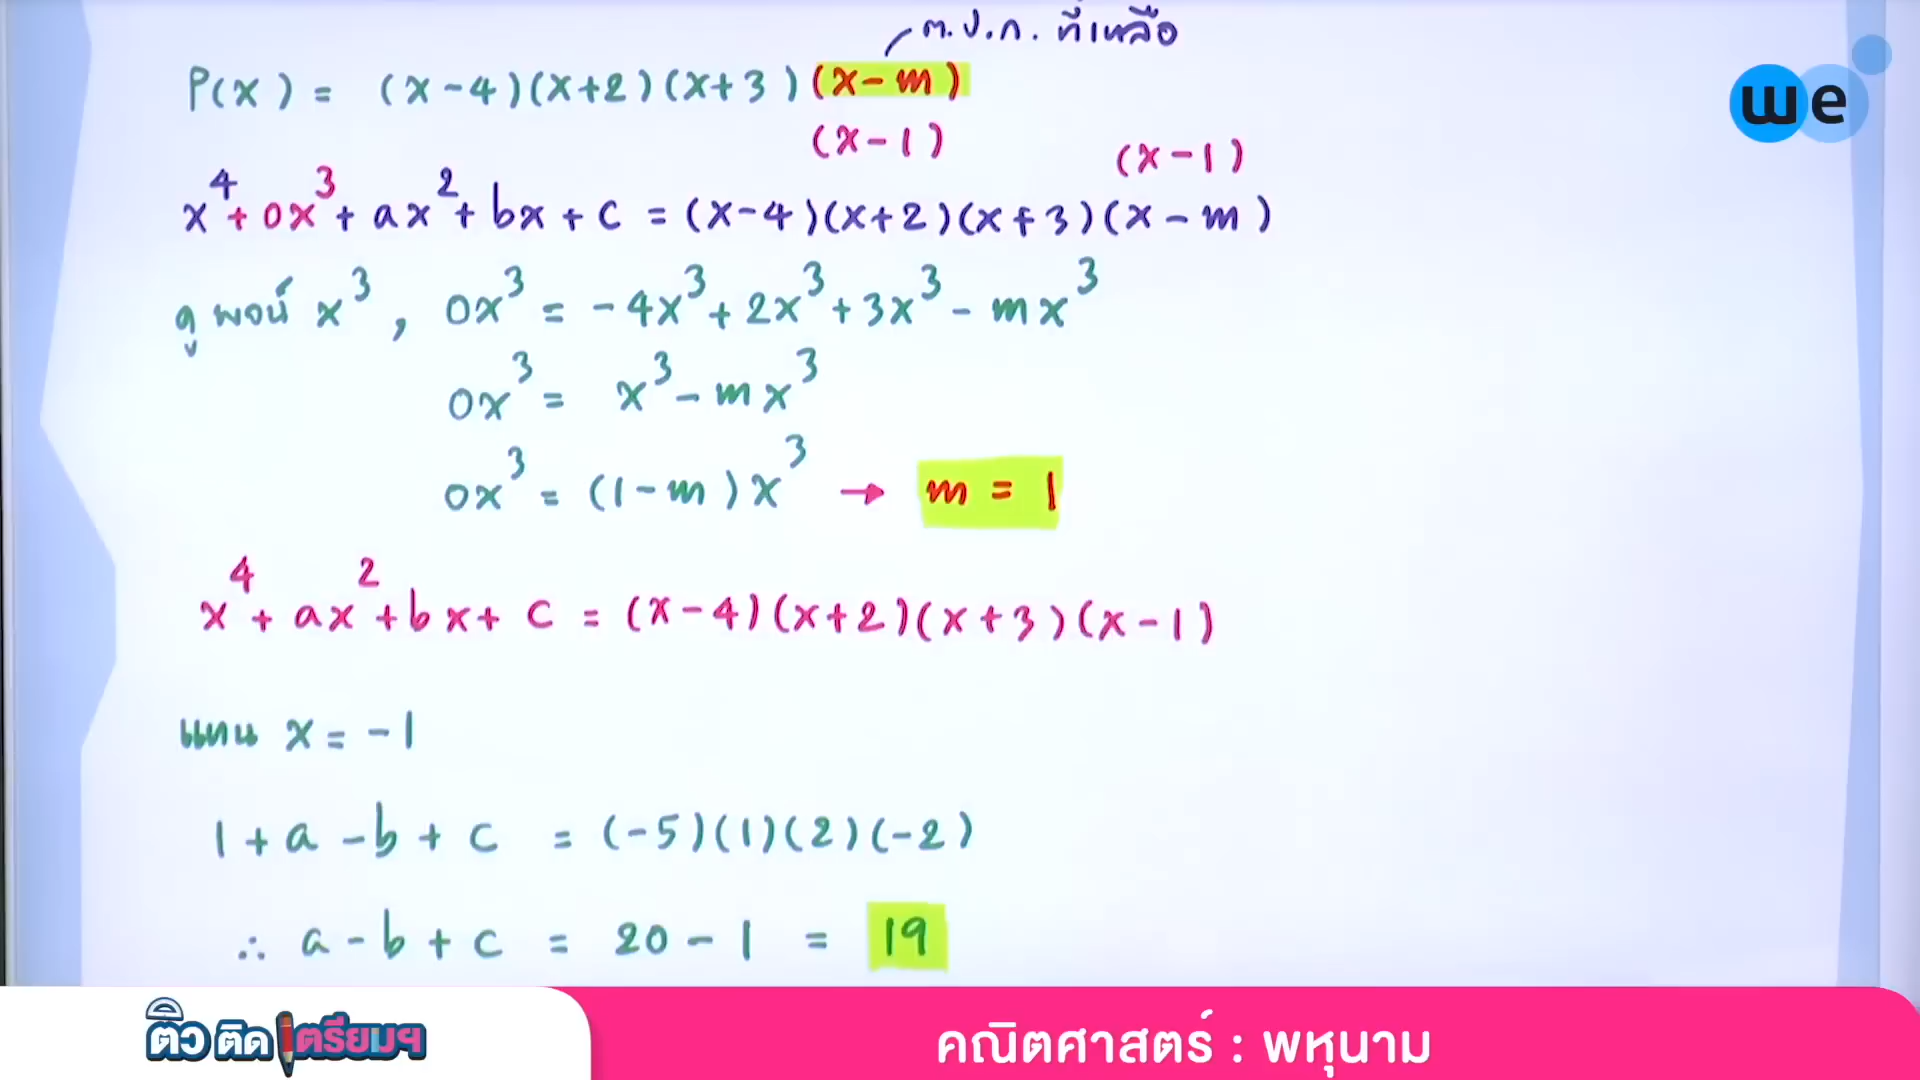 ต.ป.ก. ที่เหลือ
P(x) = (x-4)(x+2)(x+3)(x-m)
(x-1)
(x-1)
x⁴+0x³+ax²+bx+c = (x-4)(x+2)(x+3)(x-m)
ดูพจน์ x³, 0x³ = -4x³+2x³+3x³-mx³
0x³ = x³-mx³
0x³ = (1-m)x³ → m = 1
x⁴+ax²+bx+c = (x-4)(x+2)(x+3)(x-1)
แทน x = -1
1+a-b+c = (-5)(1)(2)(-2)
∴ a-b+c = 20-1 = 19
we
ติว ติด เตรียมฯ
คณิตศาสตร์ : พหุนาม